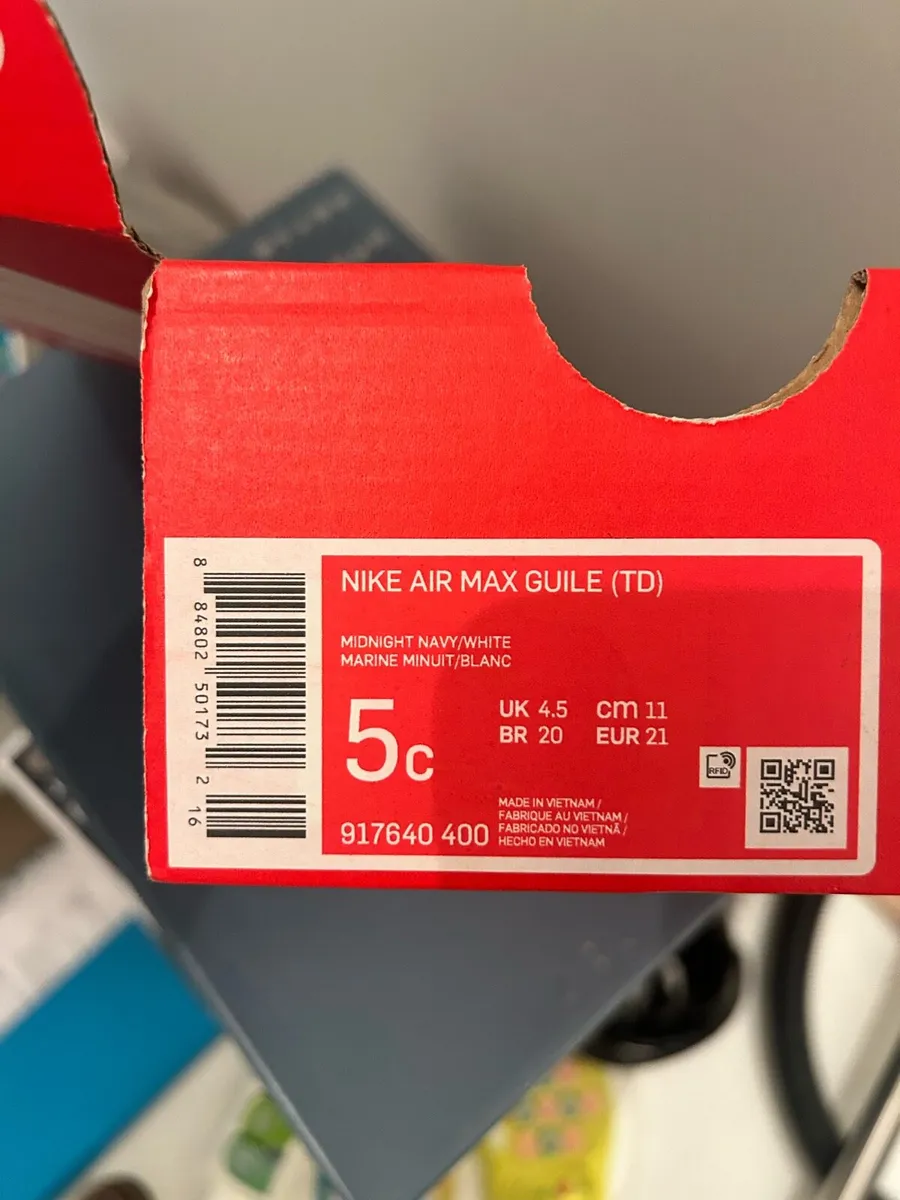 NIKE AIR MAX GUILE (TD)
MIDNIGHT NAVY/WHITE
MARINE MINUIT/BLANC
5c
UK 4.5 cm 11
BR 20 EUR 21
RFID
MADE IN VIETNAM /
FABRIQUE AU VIETNAM /
FABRICADO NO VIETNÃ /
HECHO EN VIETNAM
917640 400
8 84802 50173 2 16